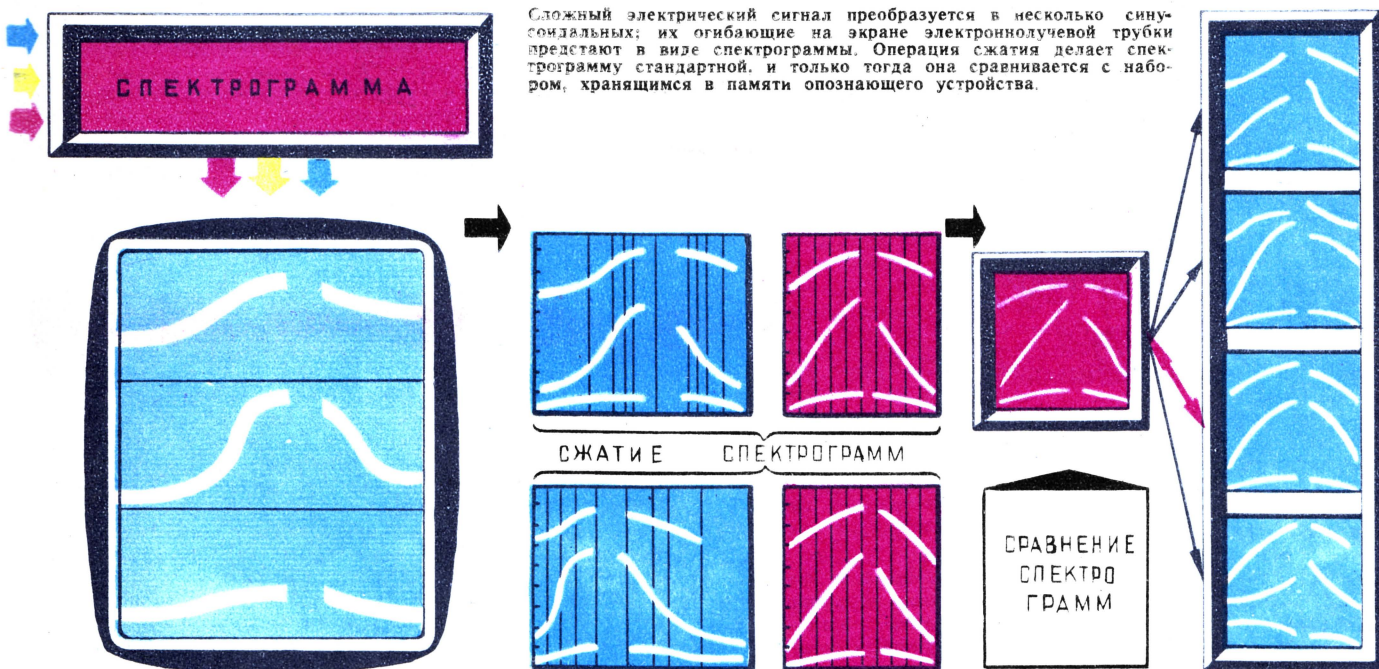 Сложный электрический сигнал преобразуется в несколько сину-
соидальных; их огибающие на экране электроннолучевой трубки
предстают в виде спектрограммы. Операция сжатия делает спек-
трограмму стандартной. и только тогда она сравнивается с набо-
ром, хранящимся в памяти опознающего устройства.
СПЕКТРОГРАММА
СЖАТИЕ СПЕКТРОГРАММ
СРАВНЕНИЕ
СПЕКТРО
ГРАММ